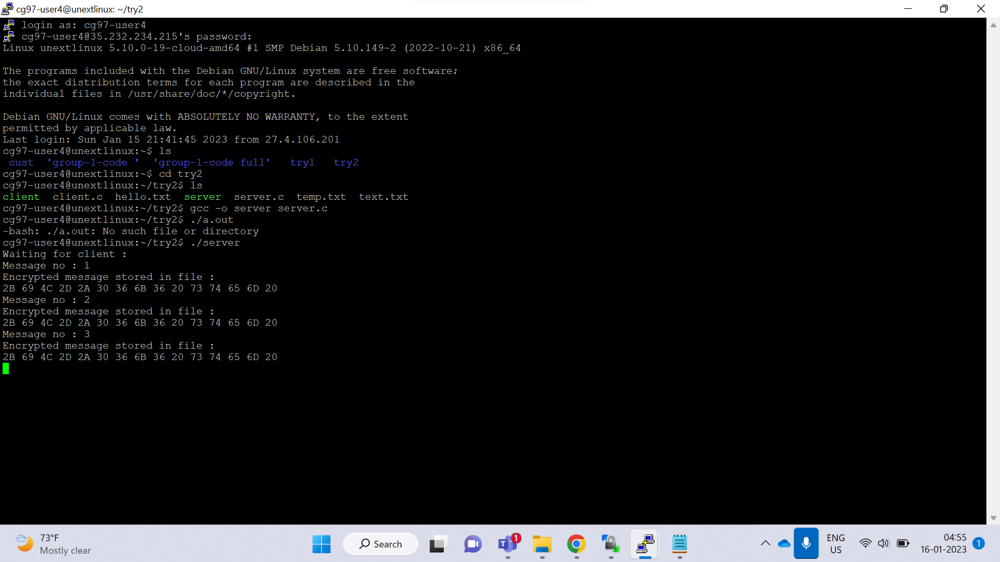 cg97-user4@unextlinux: ~/try2
login as: cg97-user4
cg97-user4@35.232.234.215's password:
Linux unextlinux 5.10.0-19-cloud-amd64 #1 SMP Debian 5.10.149-2 (2022-10-21) x86_64
The programs included with the Debian GNU/Linux system are free software;
the exact distribution terms for each program are described in the
individual files in /usr/share/doc/*/copyright.
Debian GNU/Linux comes with ABSOLUTELY NO WARRANTY, to the extent
permitted by applicable law.
Last login: Sun Jan 15 21:41:45 2023 from 27.4.106.201
cg97-user4@unextlinux:~$ ls
cust  'group-1-code '  'group-1-code full'   try1   try2
cg97-user4@unextlinux:~$ cd try2
cg97-user4@unextlinux:~/try2$ ls
client  client.c  hello.txt  server  server.c  temp.txt  text.txt
cg97-user4@unextlinux:~/try2$ gcc -o server server.c
cg97-user4@unextlinux:~/try2$ ./a.out
-bash: ./a.out: No such file or directory
cg97-user4@unextlinux:~/try2$ ./server
Waiting for client :
Message no : 1
Encrypted message stored in file :
2B 69 4C 2D 2A 30 36 6B 36 20 73 74 65 6D 20
Message no : 2
Encrypted message stored in file :
2B 69 4C 2D 2A 30 36 6B 36 20 73 74 65 6D 20
Message no : 3
Encrypted message stored in file :
2B 69 4C 2D 2A 30 36 6B 36 20 73 74 65 6D 20
73°F
Mostly clear
Search
T
1
ENG
US
04:55
16-01-2023
1